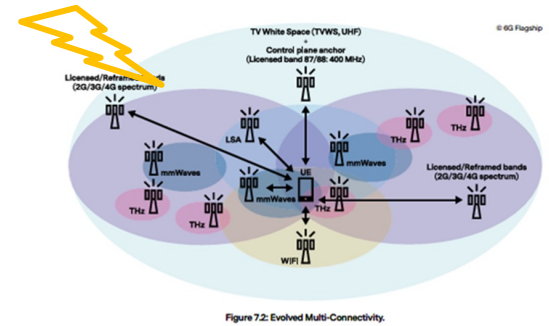 TV White Space (TVWS, UHF)
+
Control plane anchor
(Licensed band 87/88: 400 MHz)
© 6G Flagship
Licensed/Reframed bands
(2G/3G/4G spectrum)
LSA
THz
THz
mmWaves
mmWaves
UE
Licensed/Reframed bands
(2G/3G/4G spectrum)
mmWaves
THz
THz
THz
WiFi
Figure 7.2: Evolved Multi-Connectivity.